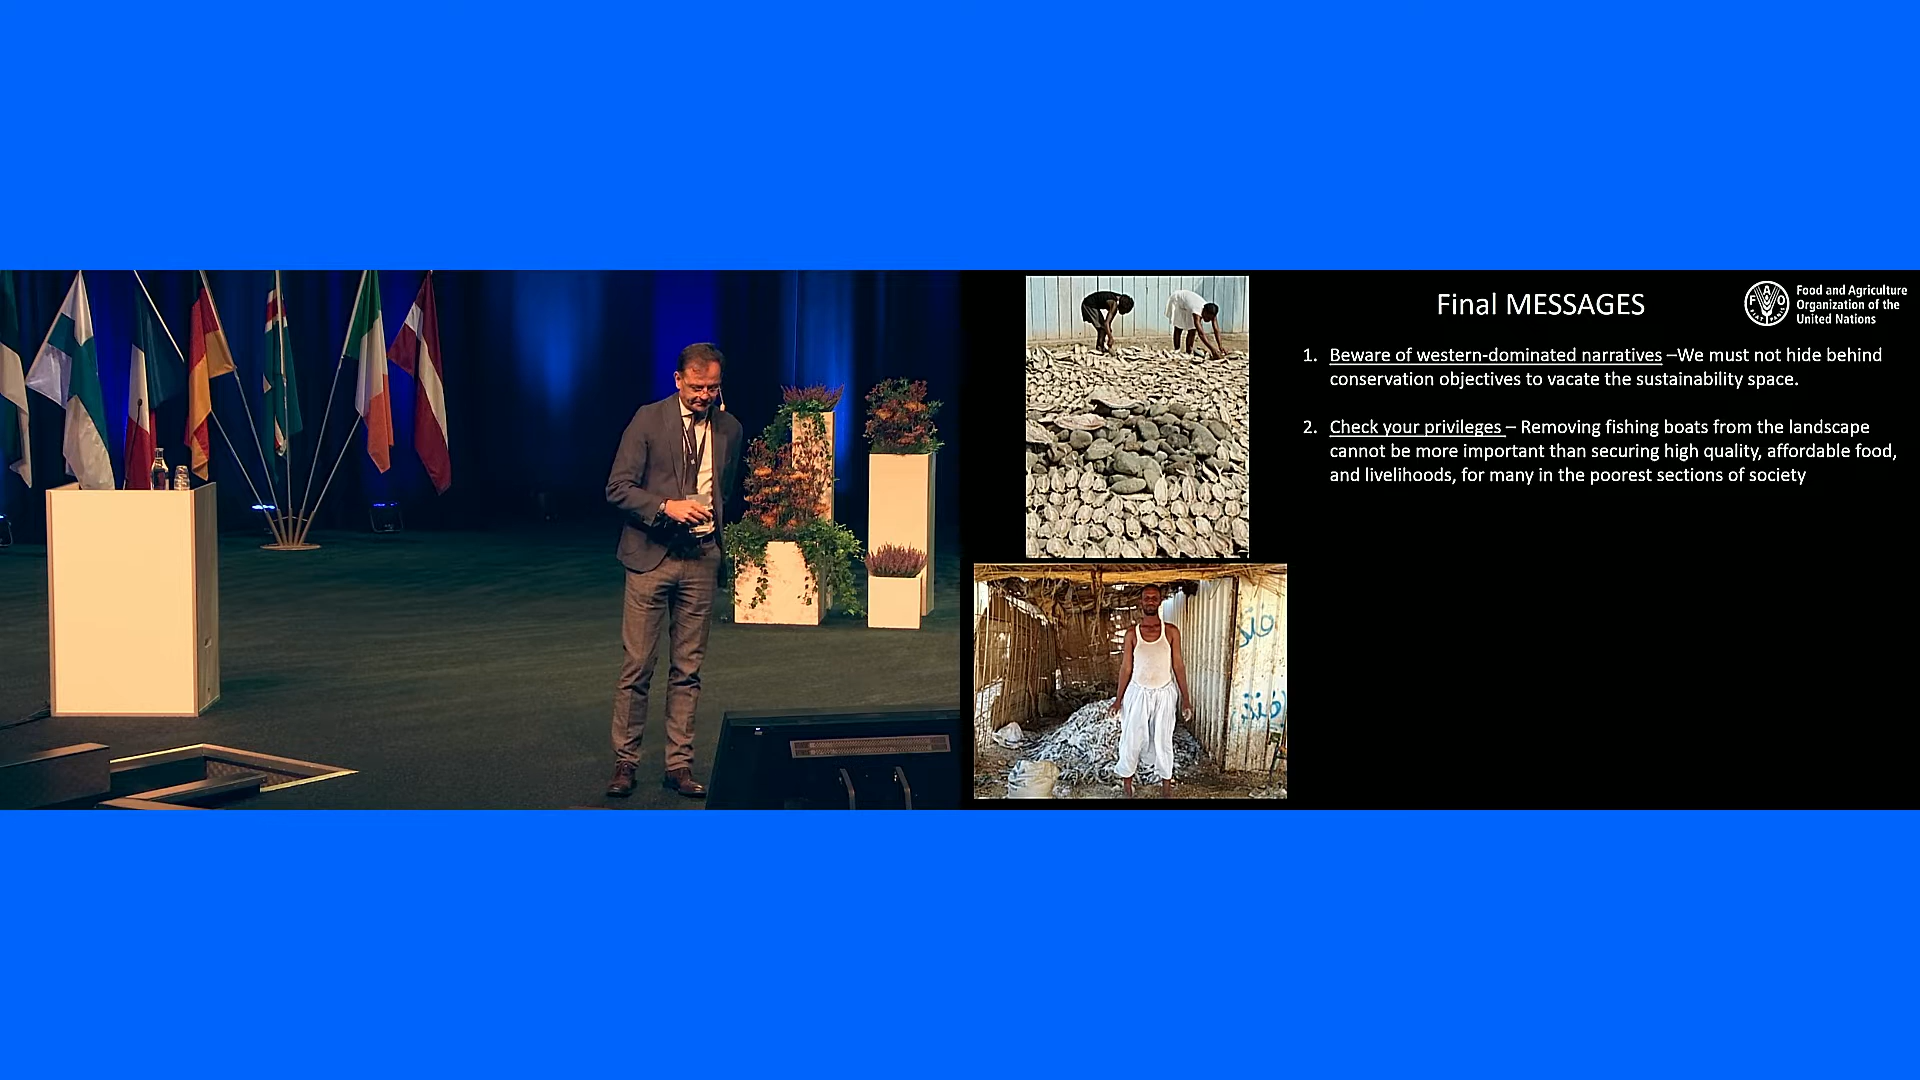 Final MESSAGES
Food and Agriculture
Organization of the
United Nations
1. Beware of western-dominated narratives –We must not hide behind
conservation objectives to vacate the sustainability space.
2. Check your privileges – Removing fishing boats from the landscape
cannot be more important than securing high quality, affordable food,
and livelihoods, for many in the poorest sections of society